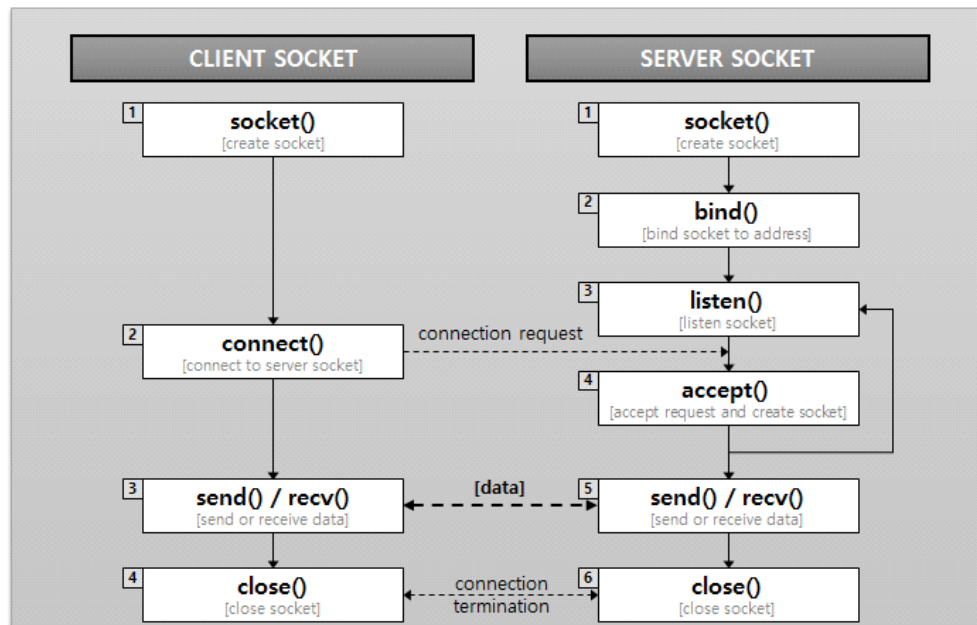 CLIENT SOCKET
SERVER SOCKET
1
socket()
[create socket]
1
socket()
[create socket]
2
bind()
[bind socket to address]
3
listen()
[listen socket]
2
connect()
[connect to server socket]
connection request
4
accept()
[accept request and create socket]
3
send() / recv()
[send or receive data]
[data]
5
send() / recv()
[send or receive data]
4
close()
[close socket]
connection
termination
6
close()
[close socket]